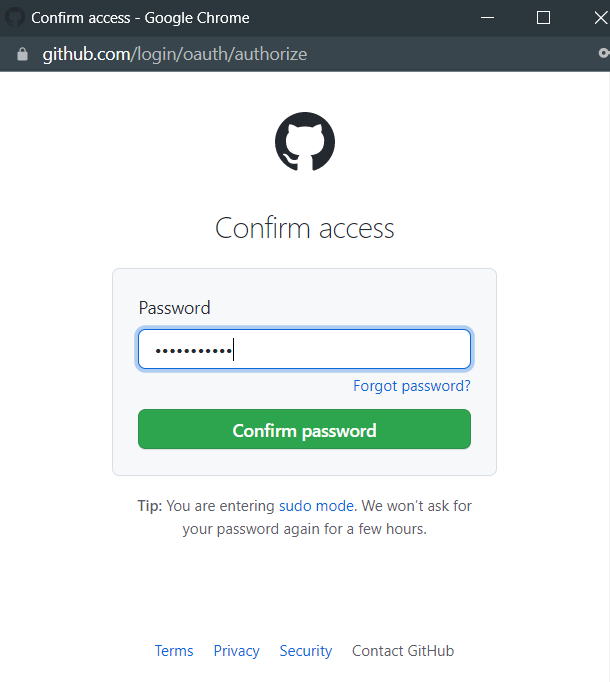 Confirm access - Google Chrome
github.com/login/oauth/authorize
Confirm access
Password
•••••••••••
Forgot password?
Confirm password
Tip: You are entering sudo mode. We won't ask for
your password again for a few hours.
Terms Privacy Security Contact GitHub